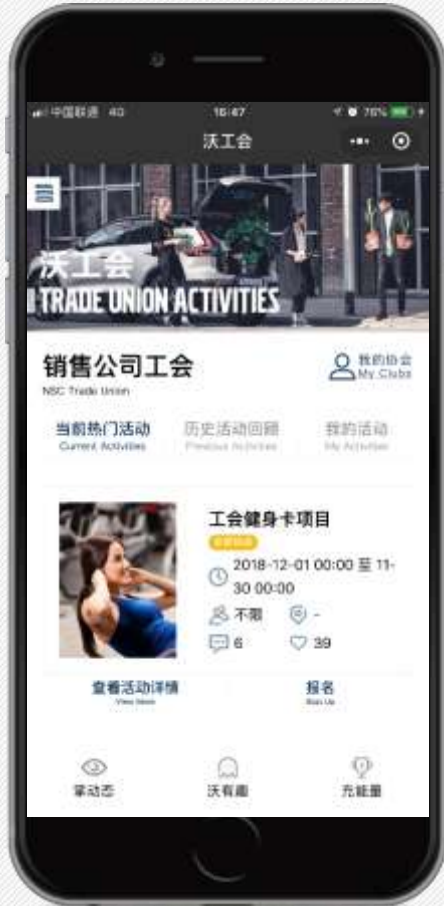 中国联通 4G 16:47 76%
沃工会
沃工会
TRADE UNION ACTIVITIES
销售公司工会
NSC Trade Union
我的协会
My Clubs
当前热门活动 历史活动回顾 我的活动
Current Activities Previous Activities My Activities
工会健身卡项目
2018-12-01 00:00 至 11-
30 00:00
不限 -
6 39
查看活动详情 报名
View More Sign Up
掌动态 沃有趣 充能量